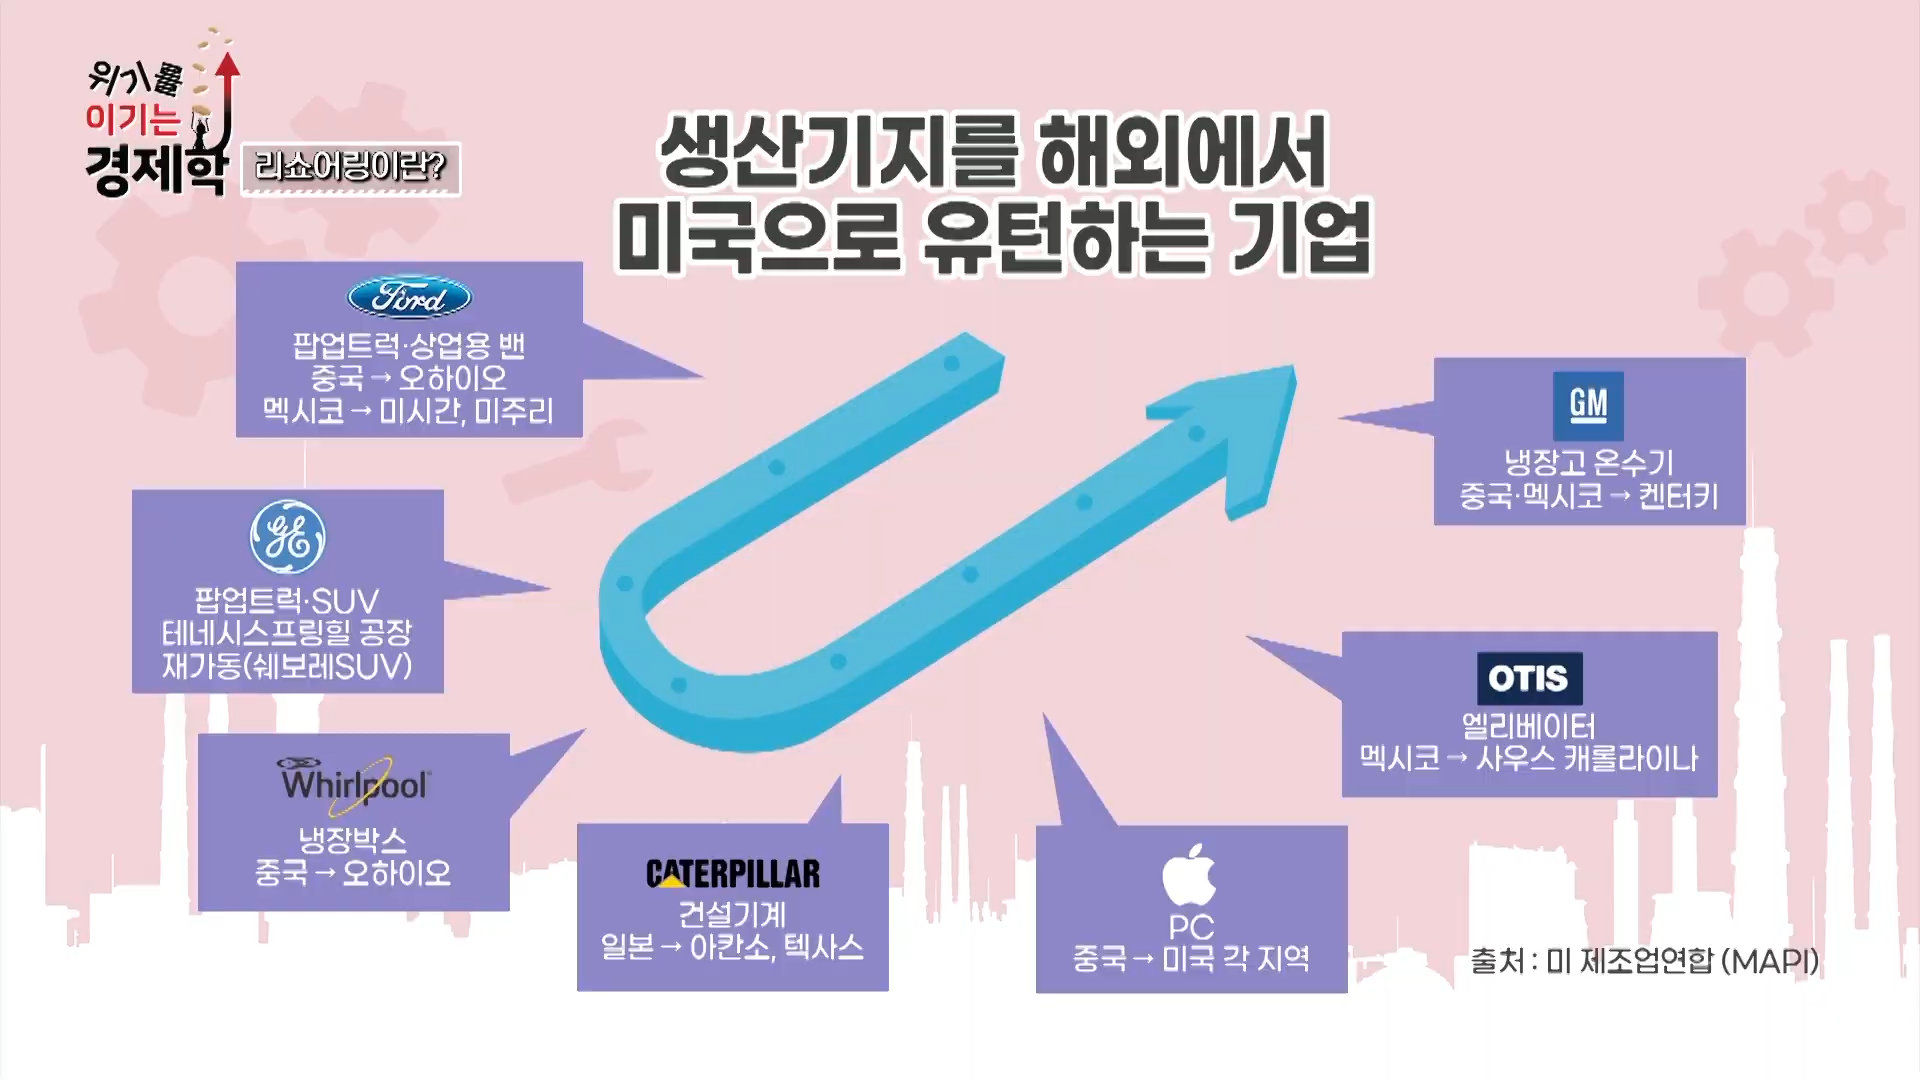 위기를
이기는
경제학
리쇼어링이란?
생산기지를 해외에서
미국으로 유턴하는 기업
Ford
팝업트럭·상업용 밴
중국→오하이오
멕시코→미시간, 미주리
GE
팝업트럭·SUV
테네시스프링힐 공장
재가동(쉐보레SUV)
Whirlpool
냉장박스
중국→오하이오
CATERPILLAR
건설기계
일본→아칸소, 텍사스
PC
중국→미국 각 지역
GM
냉장고 온수기
중국·멕시코→켄터키
OTIS
엘리베이터
멕시코→사우스 캐롤라이나
출처 : 미 제조업연합 (MAPI)